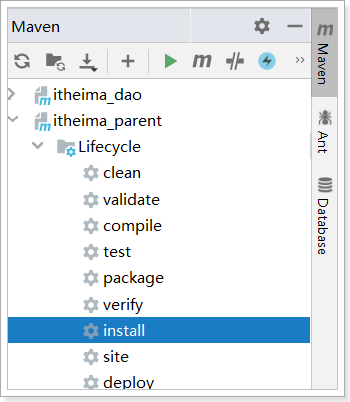 Maven
itheima_dao
itheima_parent
Lifecycle
clean
validate
compile
test
package
verify
install
site
deploy
Maven
Ant
Database